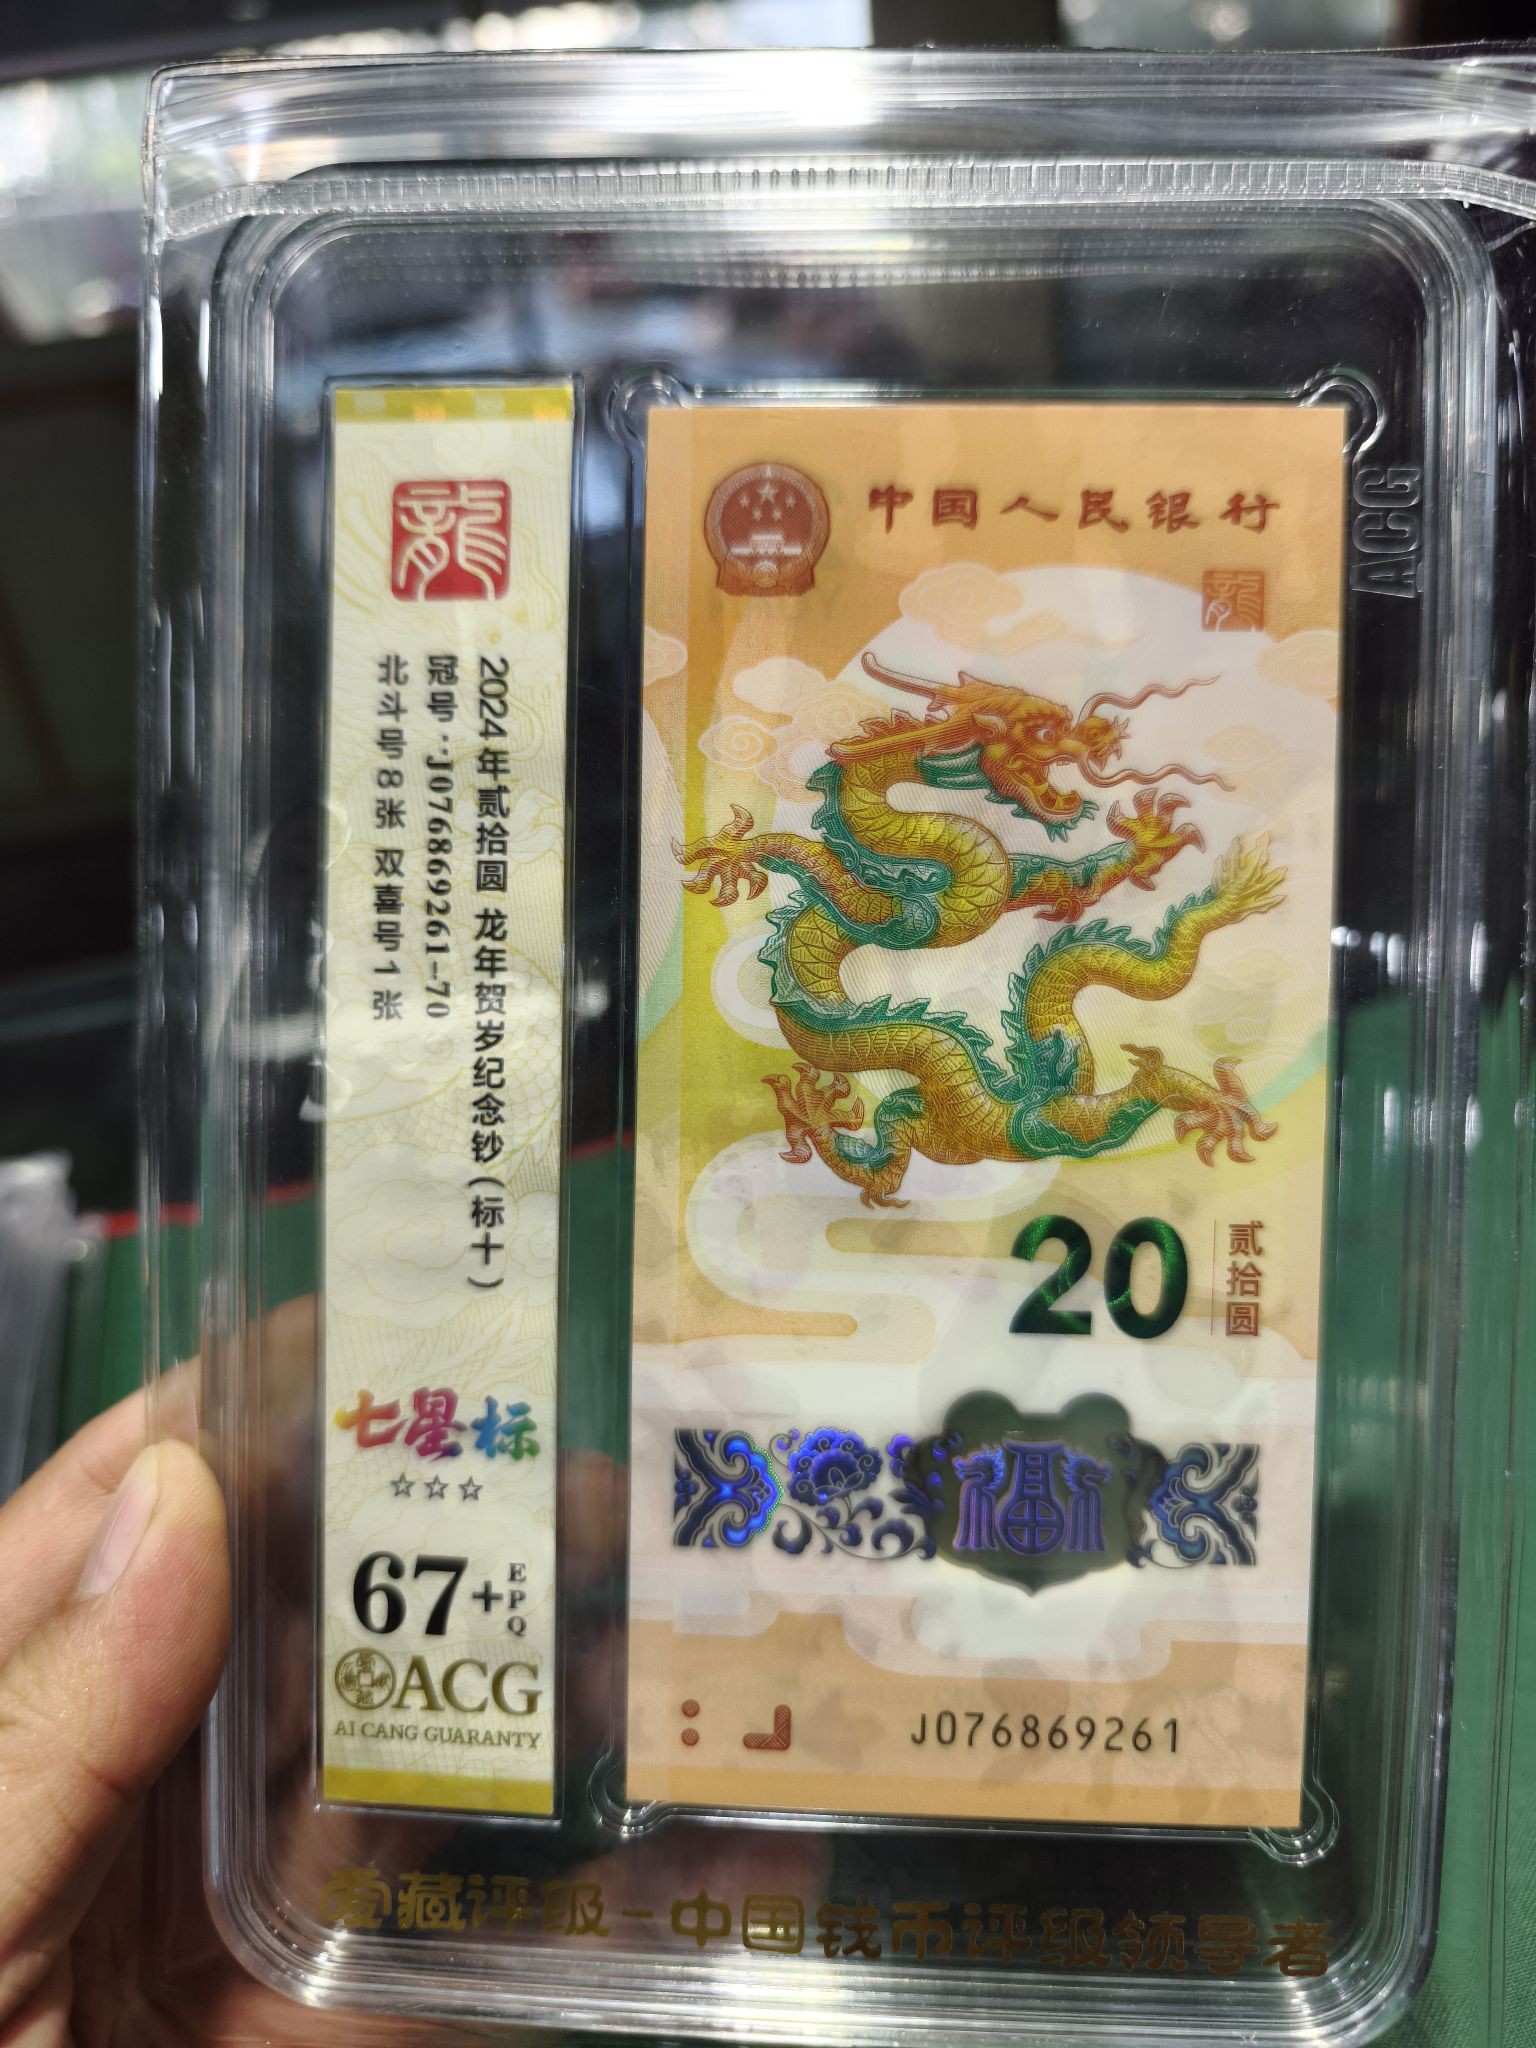 龍
2024年贰拾圆 龙年贺岁纪念钞(标十)
冠号：J076869261-70
北斗号8张 双喜号1张
七星标
☆☆☆
67+
EPQ
ACG
AI CANG GUARANTY
中国人民银行
龍
20
贰拾圆
福
J076869261
ACG
爱藏评级-中国钱币评级领导者